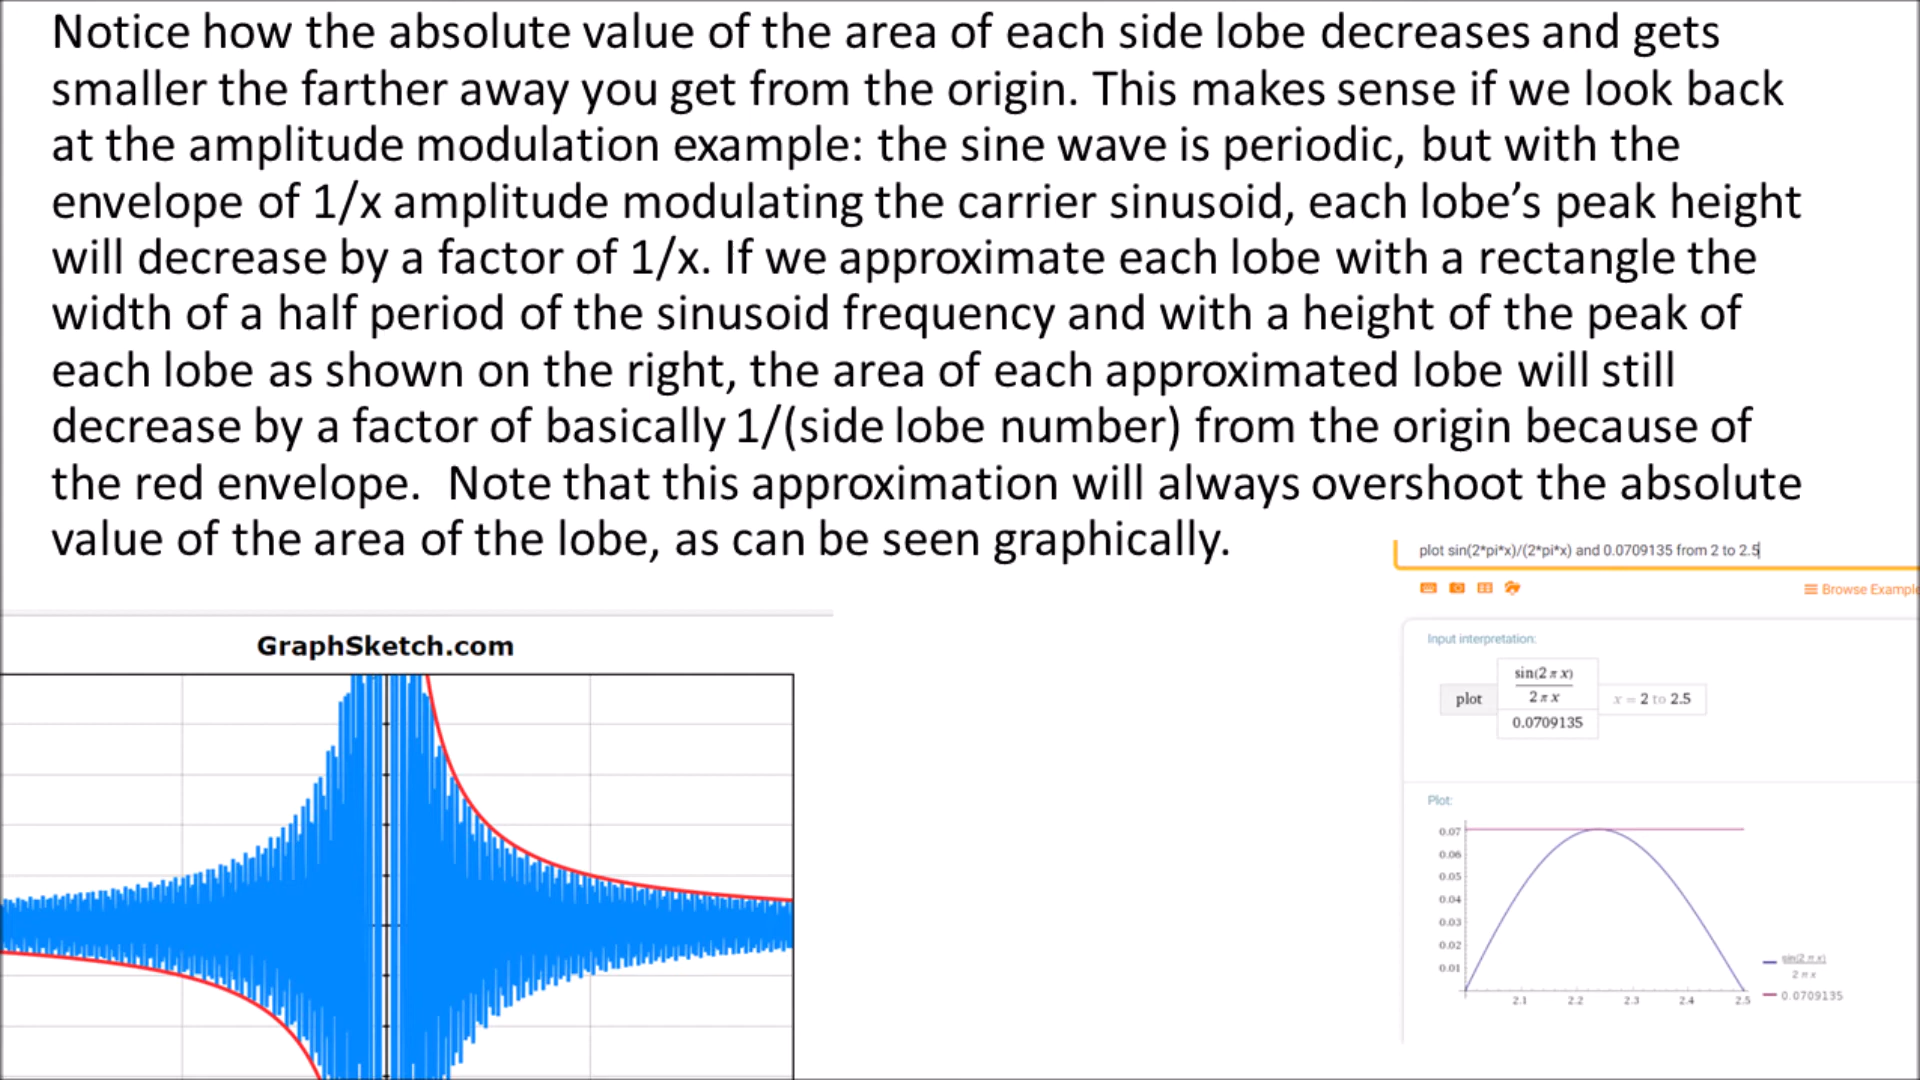 Notice how the absolute value of the area of each side lobe decreases and gets
smaller the farther away you get from the origin. This makes sense if we look back
at the amplitude modulation example: the sine wave is periodic, but with the
envelope of 1/x amplitude modulating the carrier sinusoid, each lobe’s peak height
will decrease by a factor of 1/x. If we approximate each lobe with a rectangle the
width of a half period of the sinusoid frequency and with a height of the peak of
each lobe as shown on the right, the area of each approximated lobe will still
decrease by a factor of basically 1/(side lobe number) from the origin because of
the red envelope.  Note that this approximation will always overshoot the absolute
value of the area of the lobe, as can be seen graphically.
plot sin(2*pi*x)/(2*pi*x) and 0.0709135 from 2 to 2.5
Browse Example
GraphSketch.com
Input interpretation:
plot
sin(2 π x)
2 π x
0.0709135
x = 2 to 2.5
Plot:
0.07
0.06
0.05
0.04
0.03
0.02
0.01
2.1 2.2 2.3 2.4 2.5
sin(2 π x)
2 π x
0.0709135